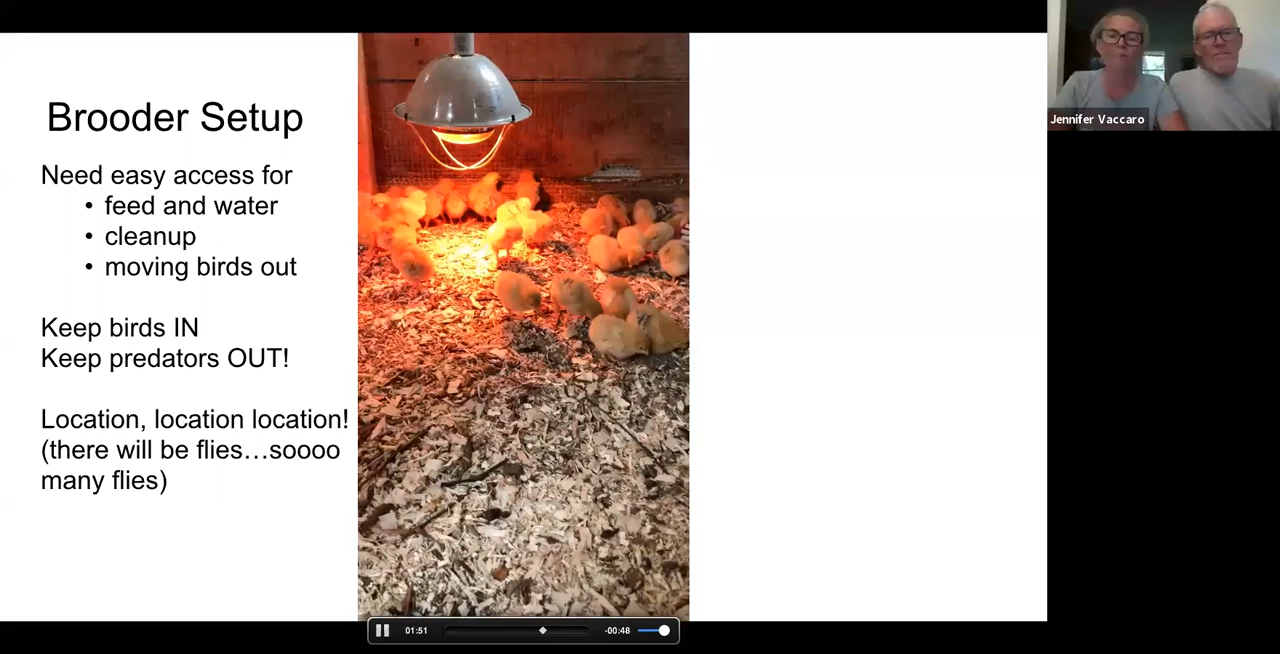 Brooder Setup
Need easy access for
• feed and water
• cleanup
• moving birds out
Keep birds IN
Keep predators OUT!
Location, location location!
(there will be flies…soooo
many flies)
Jennifer Vaccaro
01:51
-00:48